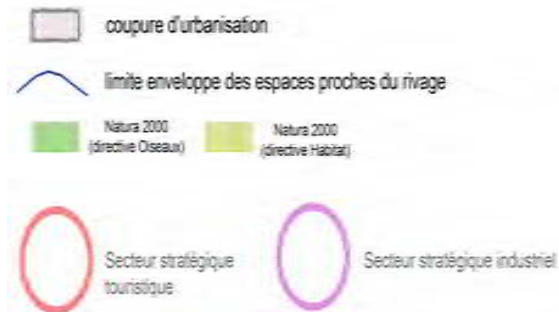 coupure d'urbanisation
limite enveloppe des espaces proches du rivage
Natura 2000
(directive Oiseaux)
Natura 2000
(directive Habitat)
Secteur stratégique
touristique
Secteur stratégique industriel